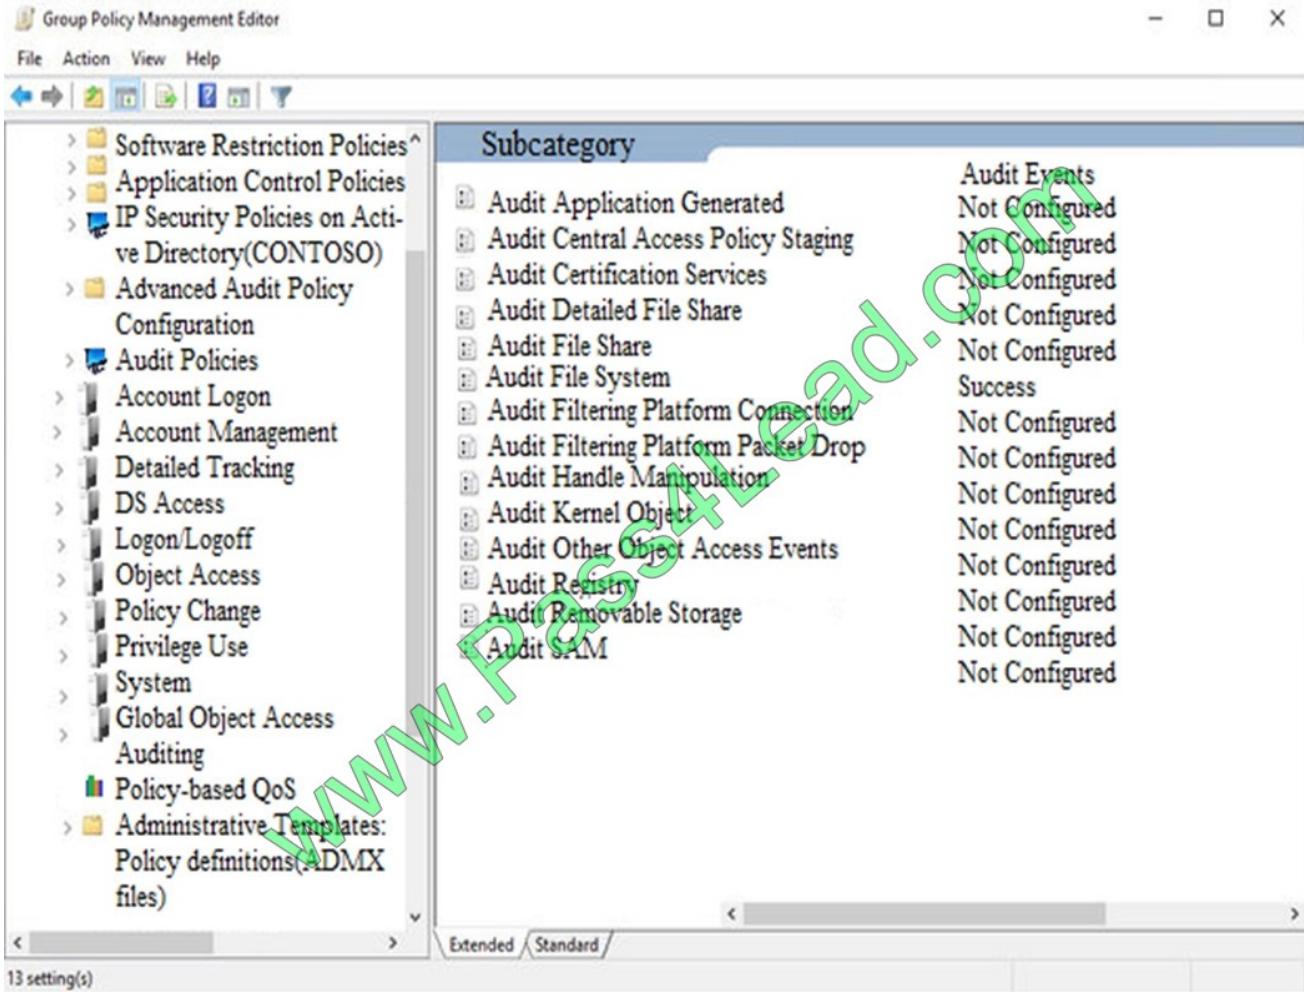 Group Policy Management Editor
File Action View Help
Software Restriction Policies
Application Control Policies
IP Security Policies on Acti-
ve Directory(CONTOSO)
Advanced Audit Policy
Configuration
Audit Policies
Account Logon
Account Management
Detailed Tracking
DS Access
Logon/Logoff
Object Access
Policy Change
Privilege Use
System
Global Object Access
Auditing
Policy-based QoS
Administrative Templates:
Policy definitions(ADMX
files)
Subcategory
Audit Events
Audit Application Generated Not Configured
Audit Central Access Policy Staging Not Configured
Audit Certification Services Not Configured
Audit Detailed File Share Not Configured
Audit File Share Not Configured
Audit File System Success
Audit Filtering Platform Connection Not Configured
Audit Filtering Platform Packet Drop Not Configured
Audit Handle Manipulation Not Configured
Audit Kernel Object Not Configured
Audit Other Object Access Events Not Configured
Audit Registry Not Configured
Audit Removable Storage Not Configured
Audit SAM Not Configured
Extended Standard
13 setting(s)
www.Pass4Lead.com